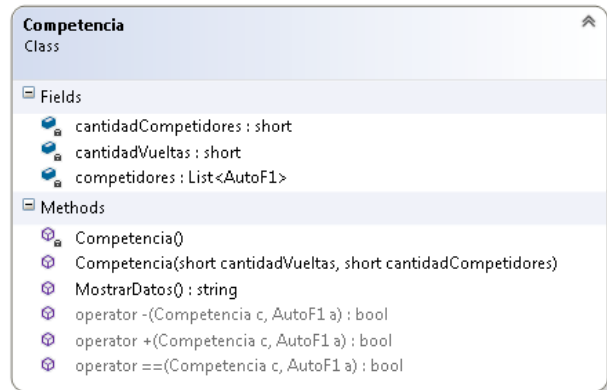 Competencia
Class
Fields
cantidadCompetidores : short
cantidadVueltas : short
competidores : List<AutoF1>
Methods
Competencia()
Competencia(short cantidadVueltas, short cantidadCompetidores)
MostrarDatos() : string
operator -(Competencia c, AutoF1 a) : bool
operator +(Competencia c, AutoF1 a) : bool
operator ==(Competencia c, AutoF1 a) : bool